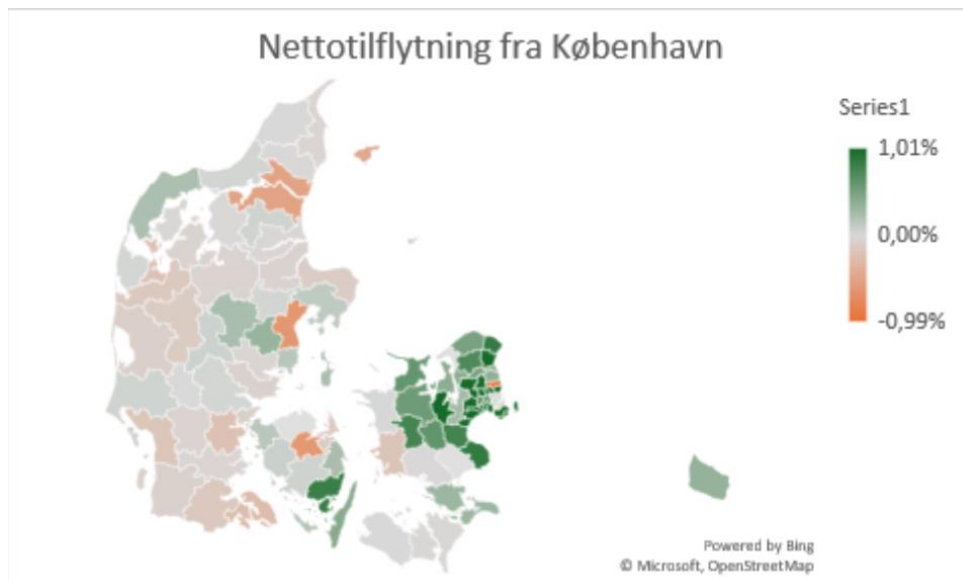 Nettotilflytning fra København
Series1
1,01%
0,00%
-0,99%
Powered by Bing
© Microsoft, OpenStreetMap